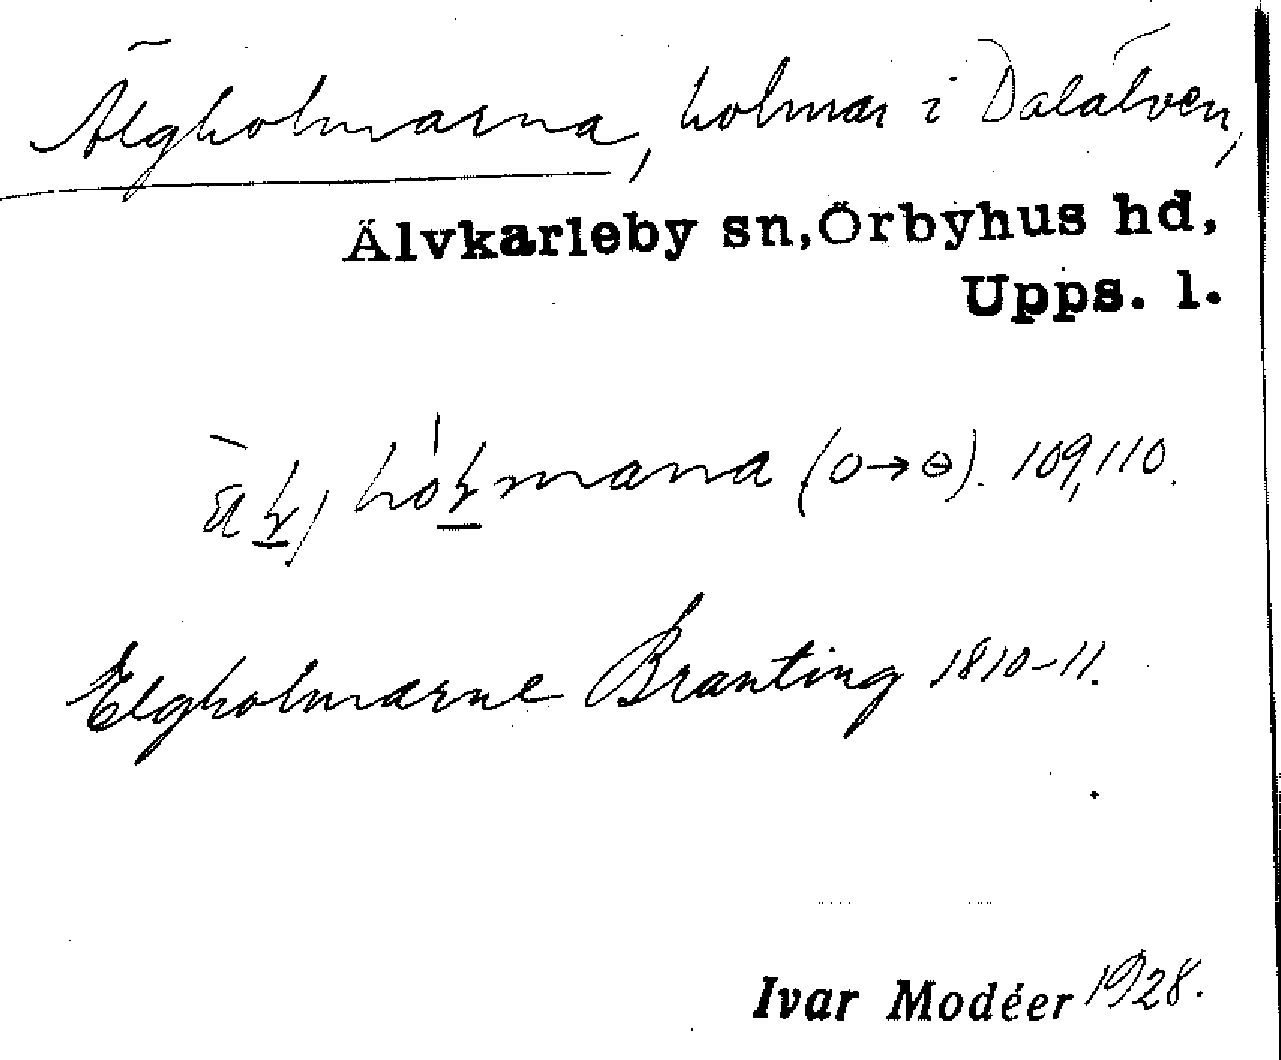 Älgholmarna, holmar i Dalälven,
Älvkarleby sn, Örbyhus hd,
Upps. l.
(o→ɵ). 109, 110.
Elgholmarne Branting 1810-11.
Ivar Modéer 1928.